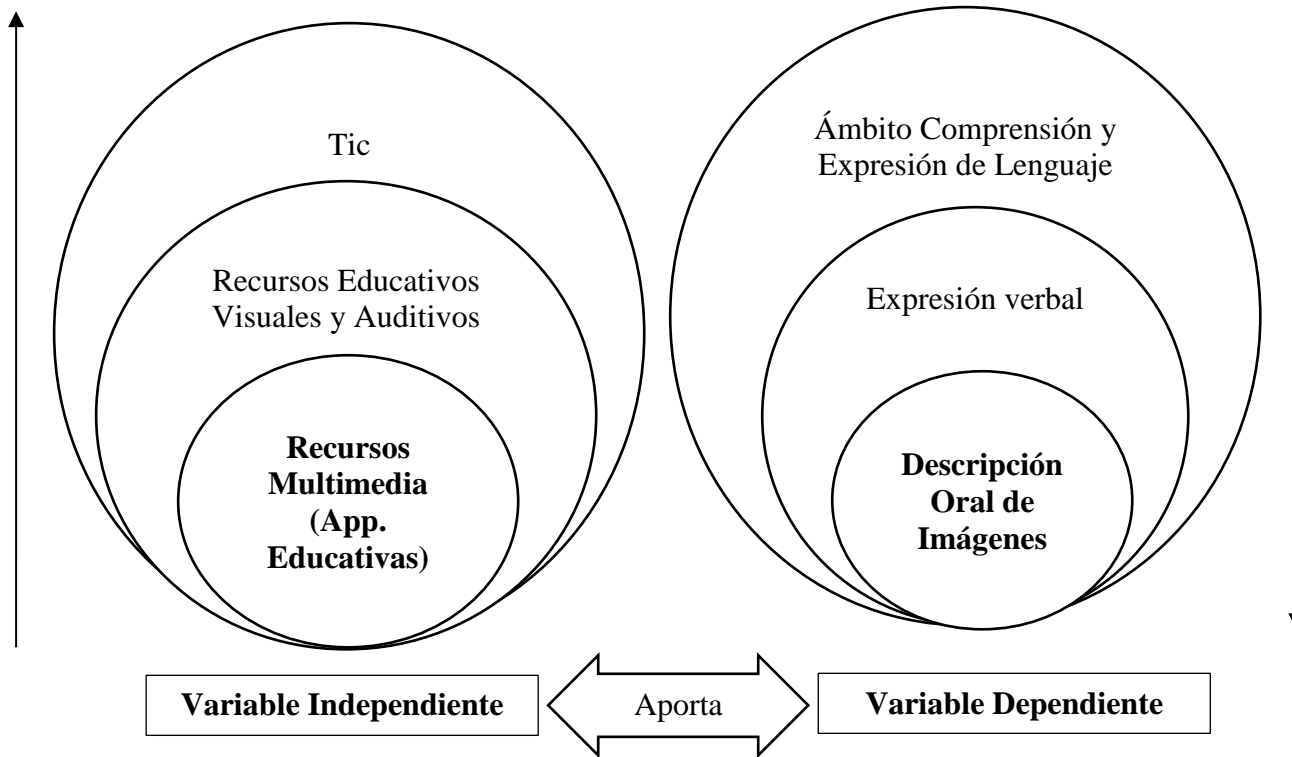 Tic
Recursos Educativos
Visuales y Auditivos
Recursos
Multimedia
(App.
Educativas)
Ámbito Comprensión y
Expresión de Lenguaje
Expresión verbal
Descripción
Oral de
Imágenes
Variable Independiente
Aporta
Variable Dependiente